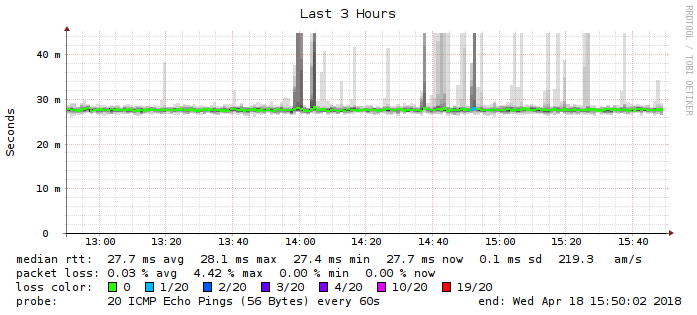 Last 3 Hours
RRDTOOL / TOBI OETIKER
Seconds
40 m
30 m
20 m
10 m
0
13:00 13:20 13:40 14:00 14:20 14:40 15:00 15:20 15:40
median rtt: 27.7 ms avg 28.1 ms max 27.4 ms min 27.7 ms now 0.1 ms sd 219.3 am/s
packet loss: 0.03 % avg 4.42 % max 0.00 % min 0.00 % now
loss color: 0 1/20 2/20 3/20 4/20 10/20 19/20
probe: 20 ICMP Echo Pings (56 Bytes) every 60s end: Wed Apr 18 15:50:02 2018